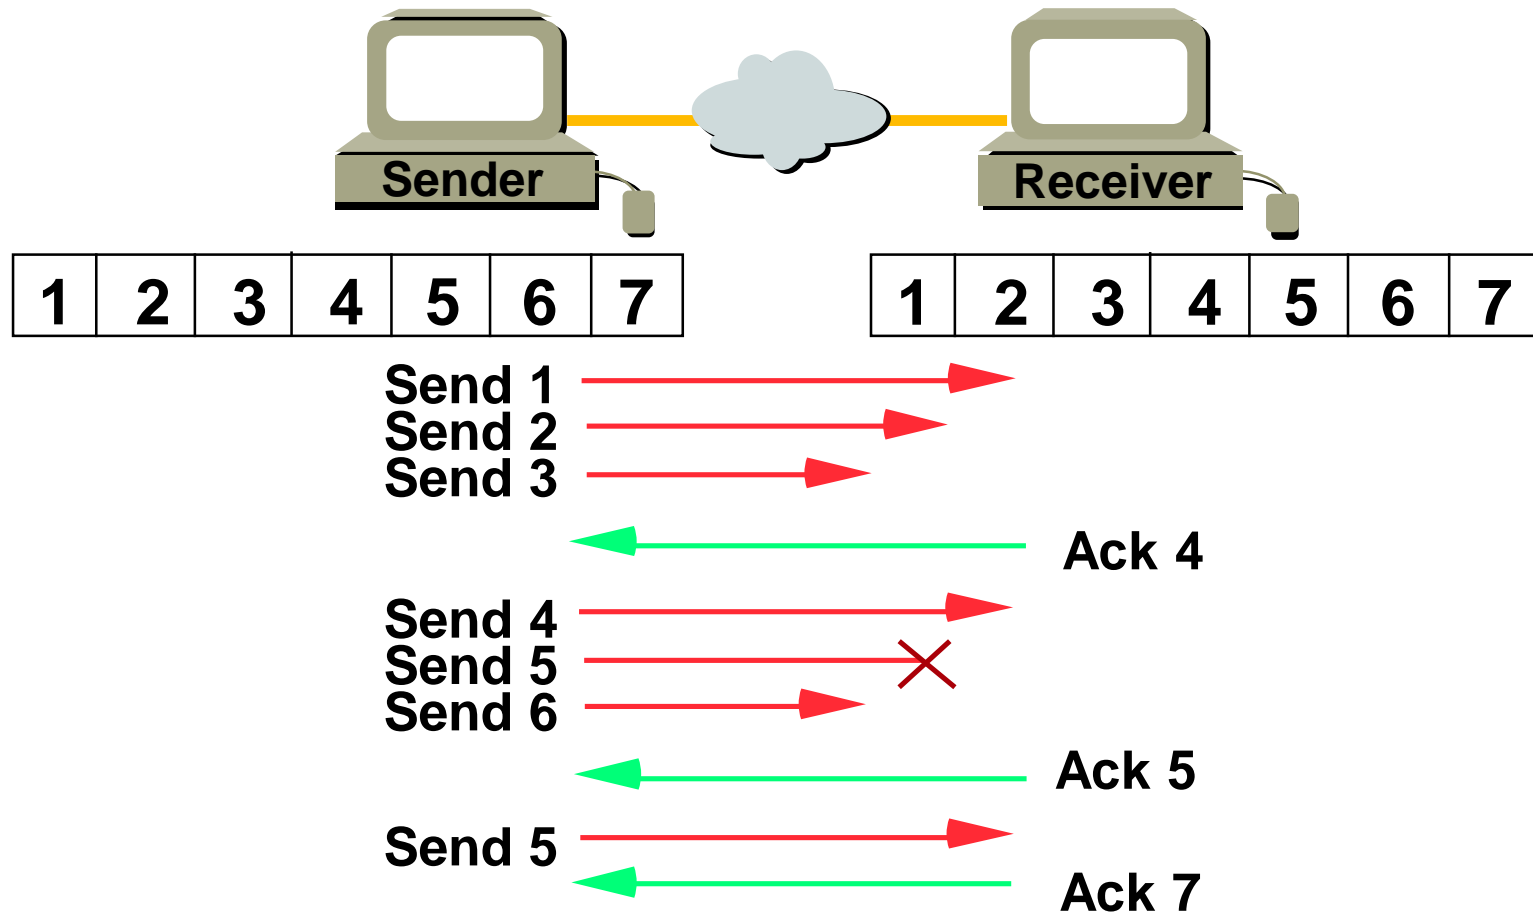 Sender
Receiver
1 2 3 4 5 6 7
1 2 3 4 5 6 7
Send 1
Send 2
Send 3
Ack 4
Send 4
Send 5
Send 6
Ack 5
Send 5
Ack 7